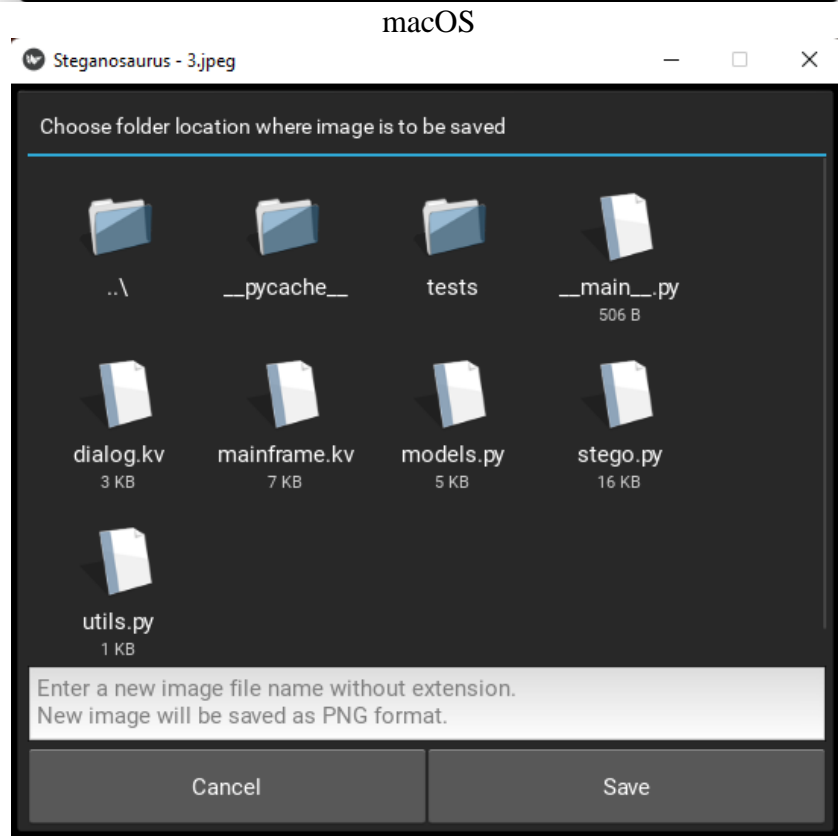 macOS
Steganosaurus - 3.jpeg
Choose folder location where image is to be saved
..\ __pycache__ tests __main__.py
506 B
dialog.kv mainframe.kv models.py stego.py
3 KB 7 KB 5 KB 16 KB
utils.py
1 KB
Enter a new image file name without extension.
New image will be saved as PNG format.
Cancel Save